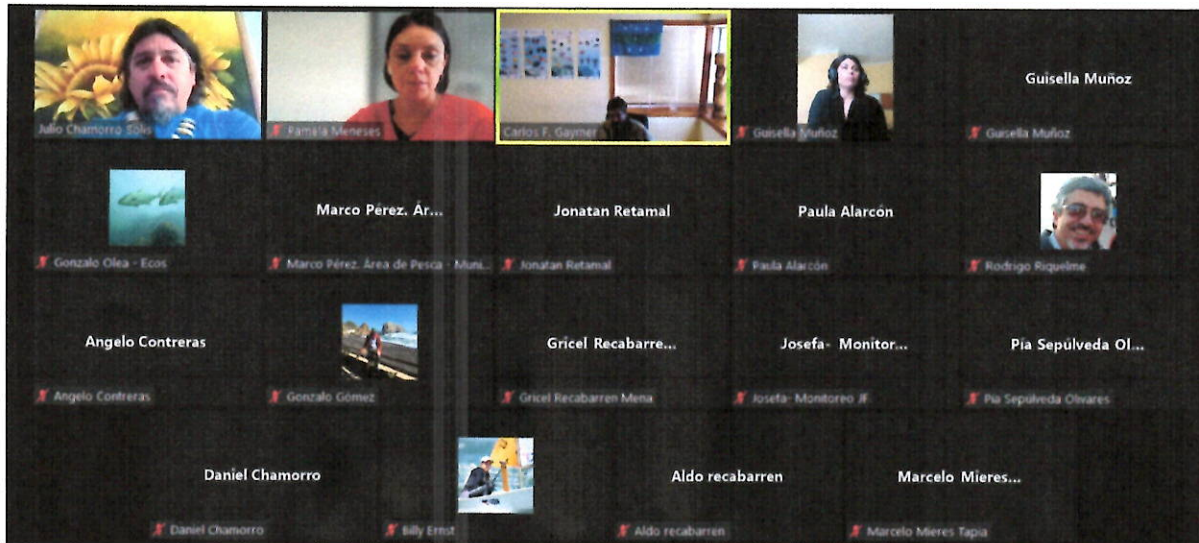 Julio Chamorro Solis
Pamela Meneses
Carlos F. Gaymer
Guisella Muñoz
Guisella Muñoz
Guisella Muñoz
Gonzalo Olea - Ecos
Marco Pérez. Ár...
Marco Pérez. Área de Pesca - Muni...
Jonatan Retamal
Jonatan Retamal
Paula Alarcón
Paula Alarcón
Rodrigo Riquelme
Angelo Contreras
Angelo Contreras
Gonzalo Gómez
Gricel Recabarre...
Gricel Recabarren Mena
Josefa- Monitor...
Josefa- Monitoreo JF
Pía Sepúlveda Ol...
Pía Sepúlveda Olivares
Daniel Chamorro
Daniel Chamorro
Billy Ernst
Aldo recabarren
Aldo recabarren
Marcelo Mieres...
Marcelo Mieres Tapia